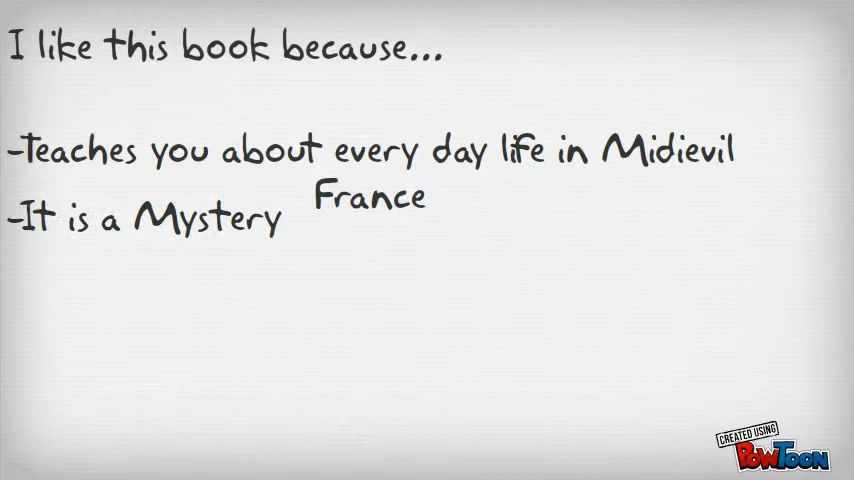 I like this book because...
-Teaches you about every day life in Midievil
France
-It is a Mystery
CREATED USING
POWTOON